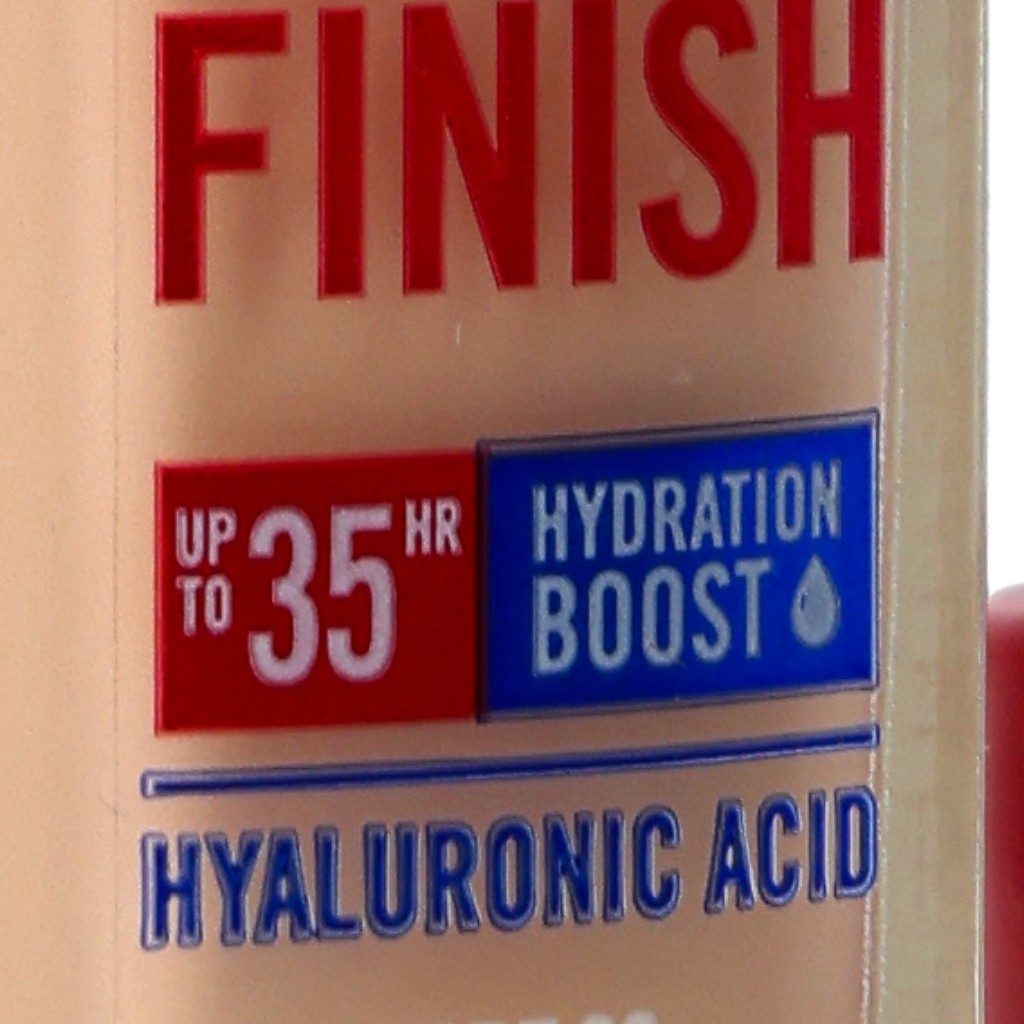 FINISH
UP TO 35 HR
HYDRATION
BOOST
HYALURONIC ACID